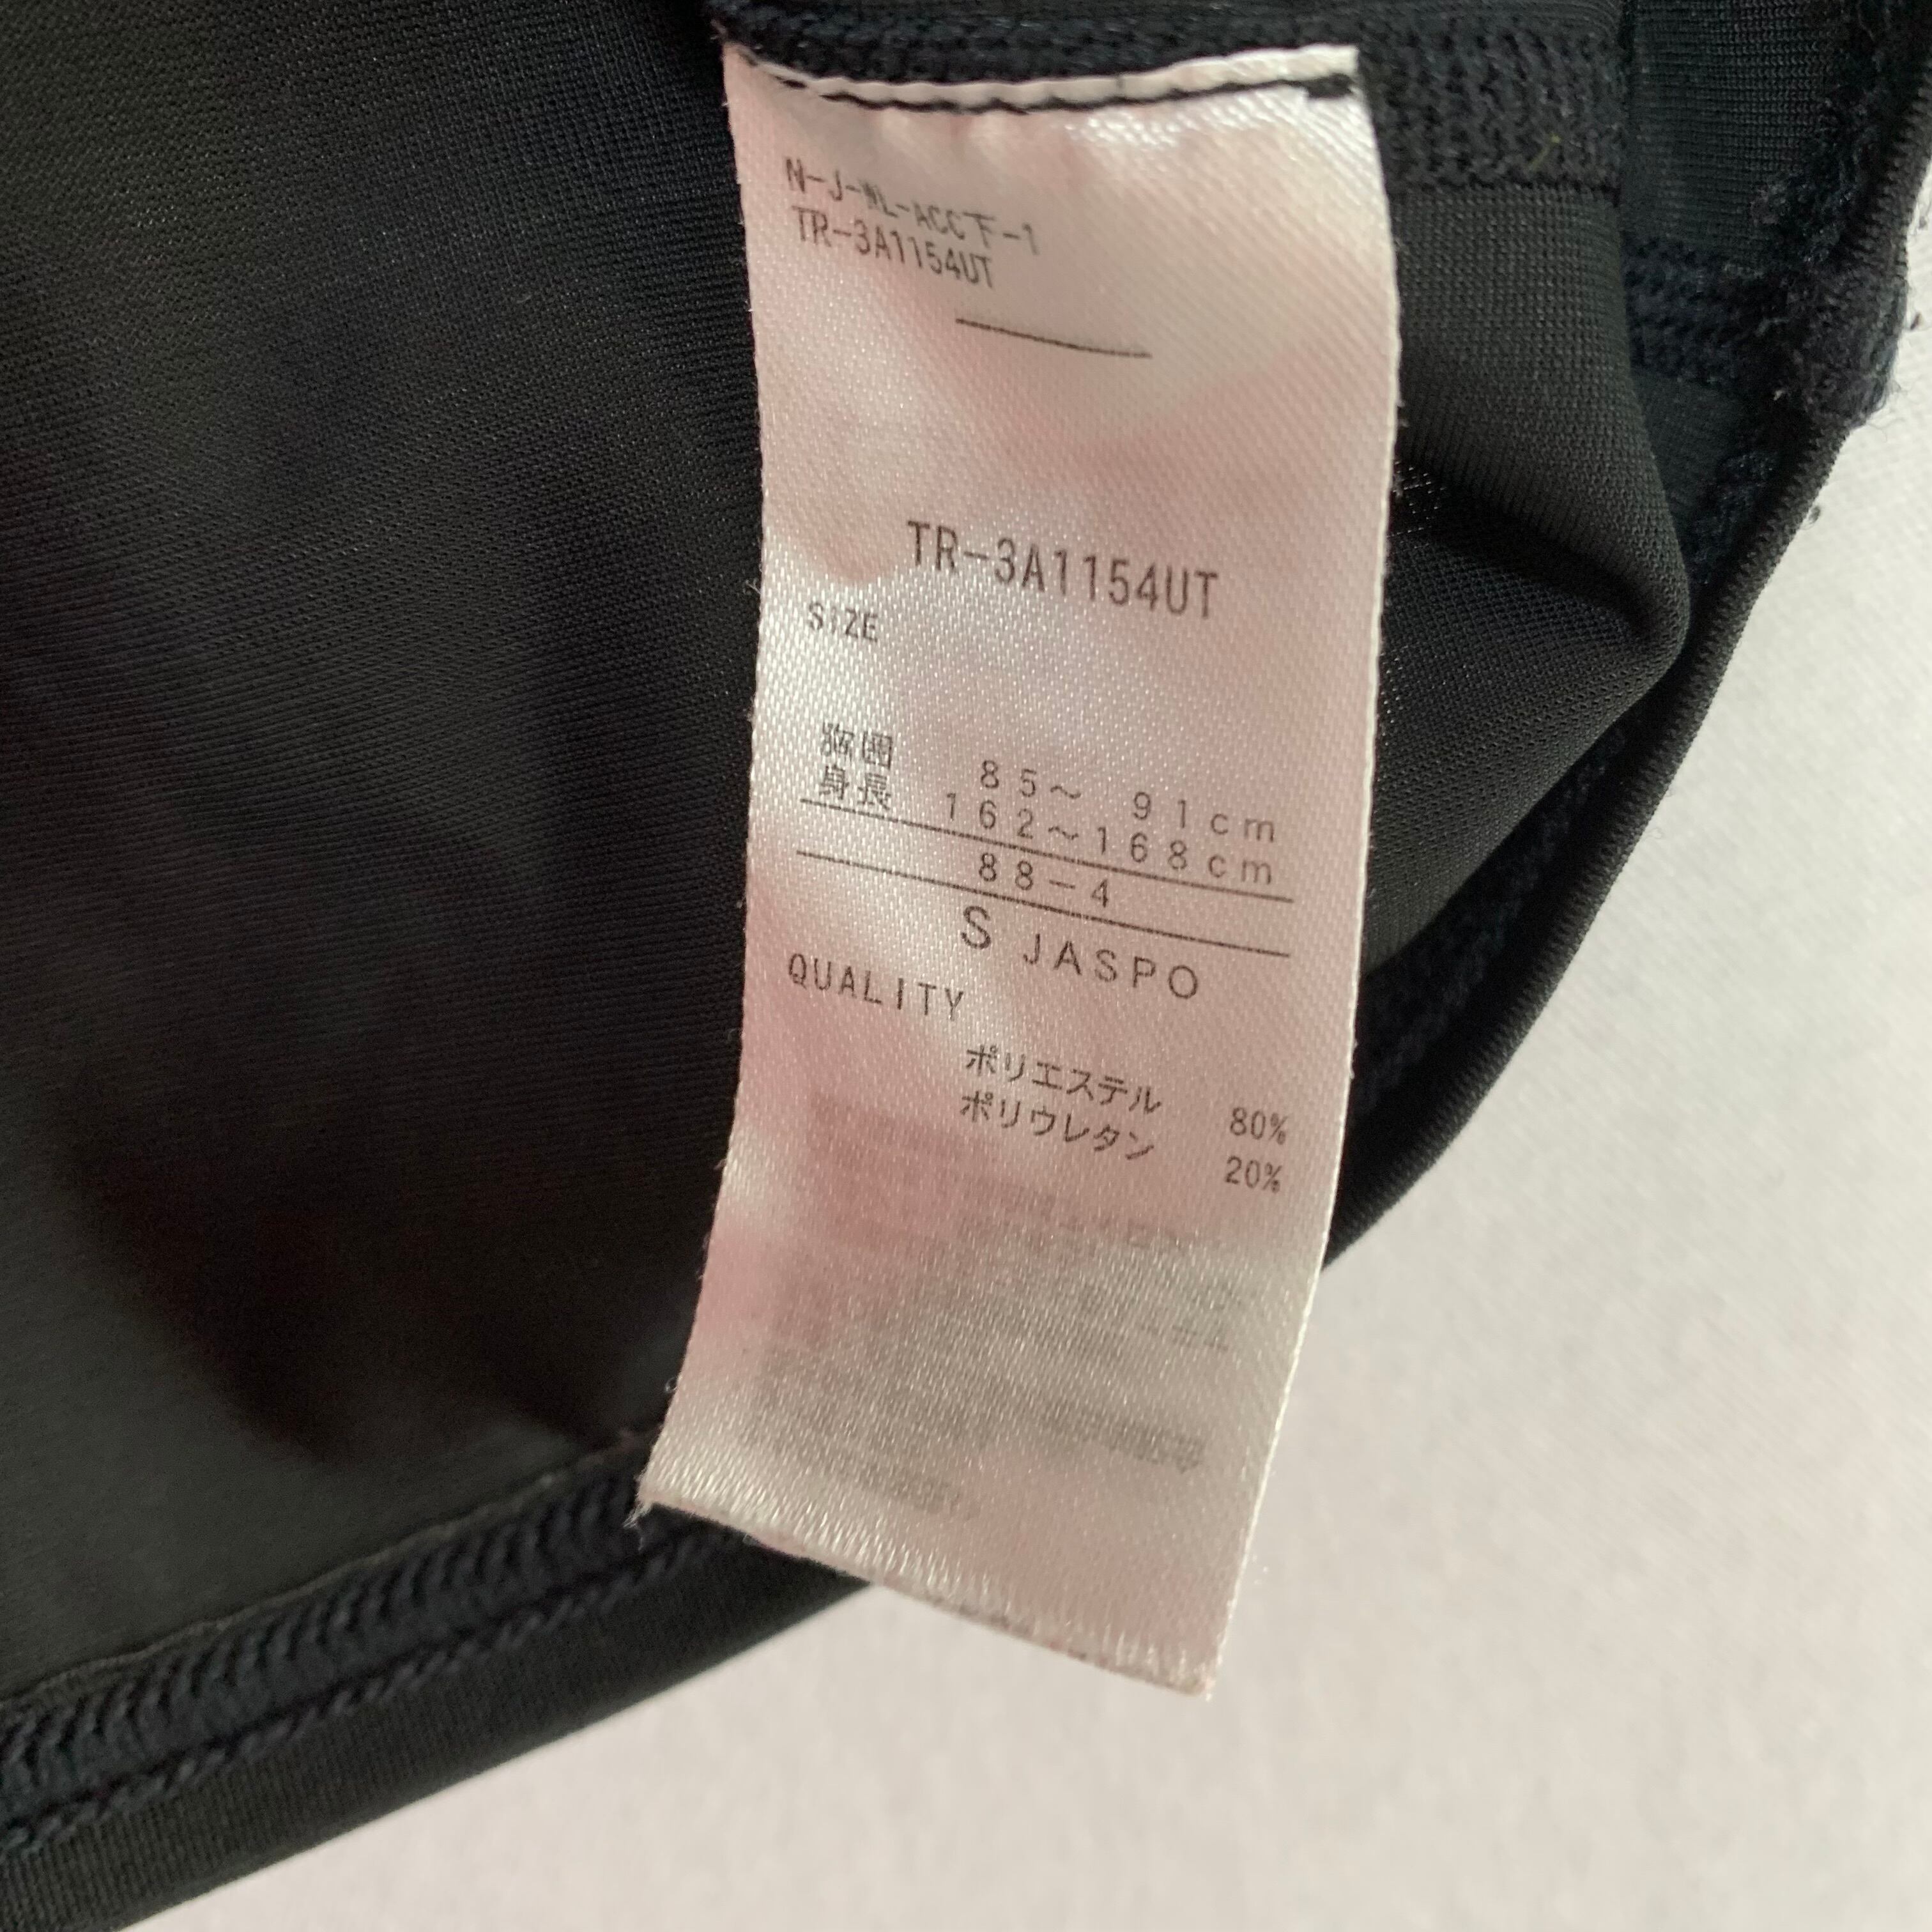 N-J-WL-ACC下-1
TR-3A1154UT
TR-3A1154UT
SIZE
胸囲 85～ 91cm
身長 162～168cm
88-4
S JASPO
QUALITY
ポリエステル 80%
ポリウレタン 20%